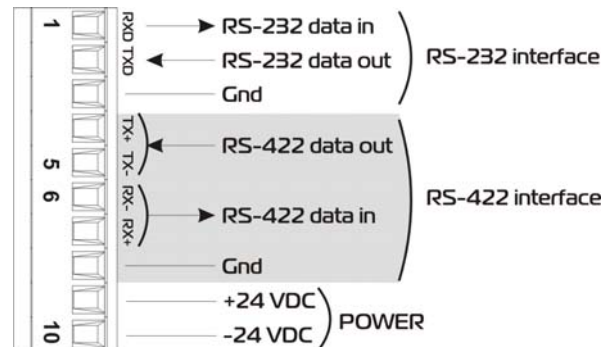 1 RXD RS-232 data in
TXD RS-232 data out
Gnd
RS-232 interface
TX+
5 TX- RS-422 data out
6 RX-
RX+ RS-422 data in
Gnd
RS-422 interface
+24 VDC
10 -24 VDC
POWER